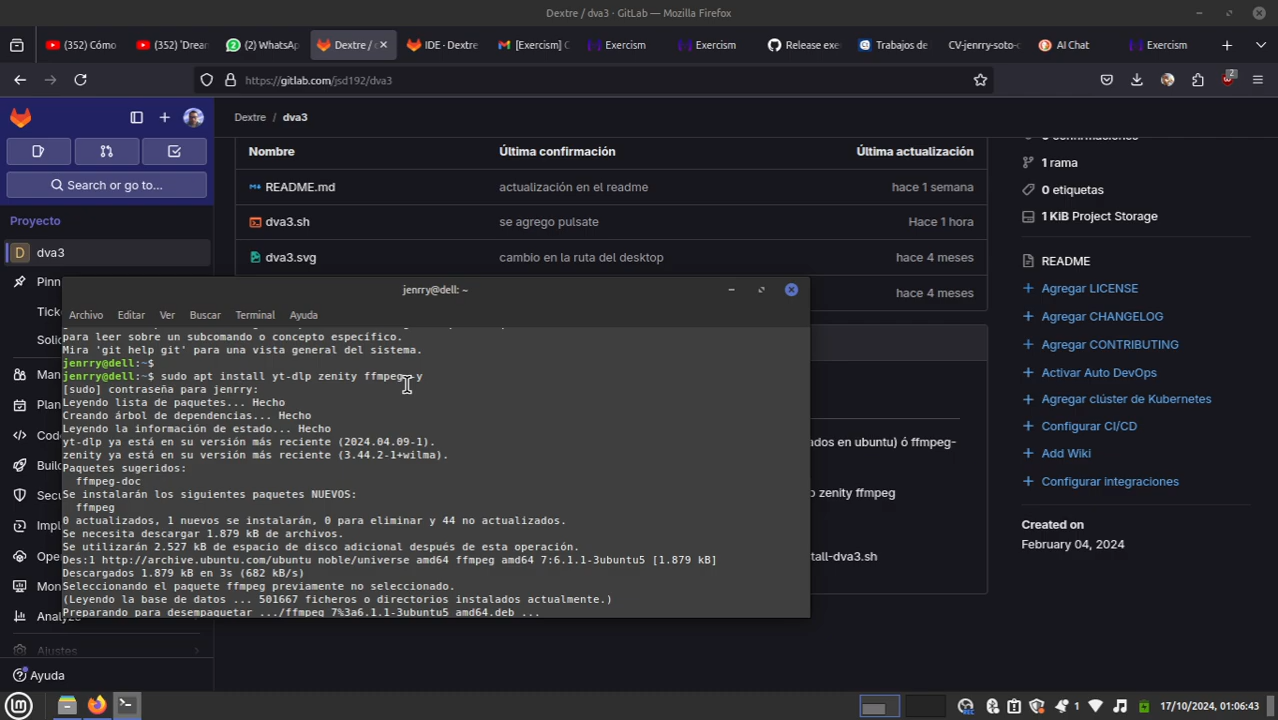 Dextre / dva3 · GitLab — Mozilla Firefox
(352) Cómo
(352) 'Drear
(2) WhatsAp
Dextre / d
IDE · Dextre
[Exercism] C
Exercism
Exercism
Release exe
Trabajos de
CV-jenrry-soto-
AI Chat
Exercism
https://gitlab.com/jsd192/dva3
2
Dextre / dva3
Search or go to...
Proyecto
D dva3
Pinn
Ticke
Solic
Man
Plan
Cod
Buil
Secu
Impl
Ope
Mon
Analyze
Ajustes
Ayuda
Nombre
Última confirmación
Última actualización
README.md
actualización en el readme
hace 1 semana
dva3.sh
se agrego pulsate
Hace 1 hora
dva3.svg
cambio en la ruta del desktop
hace 4 meses
hace 4 meses
1 rama
0 etiquetas
1 KiB Project Storage
README
Agregar LICENSE
Agregar CHANGELOG
Agregar CONTRIBUTING
Activar Auto DevOps
Agregar clúster de Kubernetes
Configurar CI/CD
Add Wiki
Configurar integraciones
Created on
February 04, 2024
ados en ubuntu) ó ffmpeg-
o zenity ffmpeg
tall-dva3.sh
jenrry@dell: ~
Archivo Editar Ver Buscar Terminal Ayuda
para leer sobre un subcomando o concepto específico.
Mira 'git help git' para una vista general del sistema.
jenrry@dell:~$
jenrry@dell:~$ sudo apt install yt-dlp zenity ffmpeg -y
[sudo] contraseña para jenrry:
Leyendo lista de paquetes... Hecho
Creando árbol de dependencias... Hecho
Leyendo la información de estado... Hecho
yt-dlp ya está en su versión más reciente (2024.04.09-1).
zenity ya está en su versión más reciente (3.44.2-1+wilma).
Paquetes sugeridos:
ffmpeg-doc
Se instalarán los siguientes paquetes NUEVOS:
ffmpeg
0 actualizados, 1 nuevos se instalarán, 0 para eliminar y 44 no actualizados.
Se necesita descargar 1.879 kB de archivos.
Se utilizarán 2.527 kB de espacio de disco adicional después de esta operación.
Des:1 http://archive.ubuntu.com/ubuntu noble/universe amd64 ffmpeg amd64 7:6.1.1-3ubuntu5 [1.879 kB]
Descargados 1.879 kB en 3s (682 kB/s)
Seleccionando el paquete ffmpeg previamente no seleccionado.
(Leyendo la base de datos ... 501667 ficheros o directorios instalados actualmente.)
Preparando para desempaquetar .../ffmpeg_7%3a6.1.1-3ubuntu5_amd64.deb ...
1
17/10/2024, 01:06:43